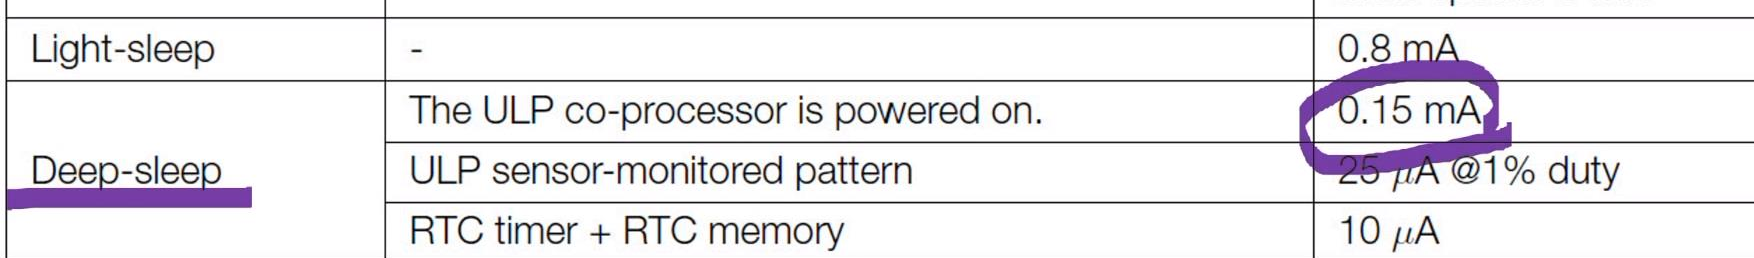 Light-sleep - 0.8 mA
The ULP co-processor is powered on. 0.15 mA
Deep-sleep ULP sensor-monitored pattern 25 μA @1% duty
RTC timer + RTC memory 10 μA